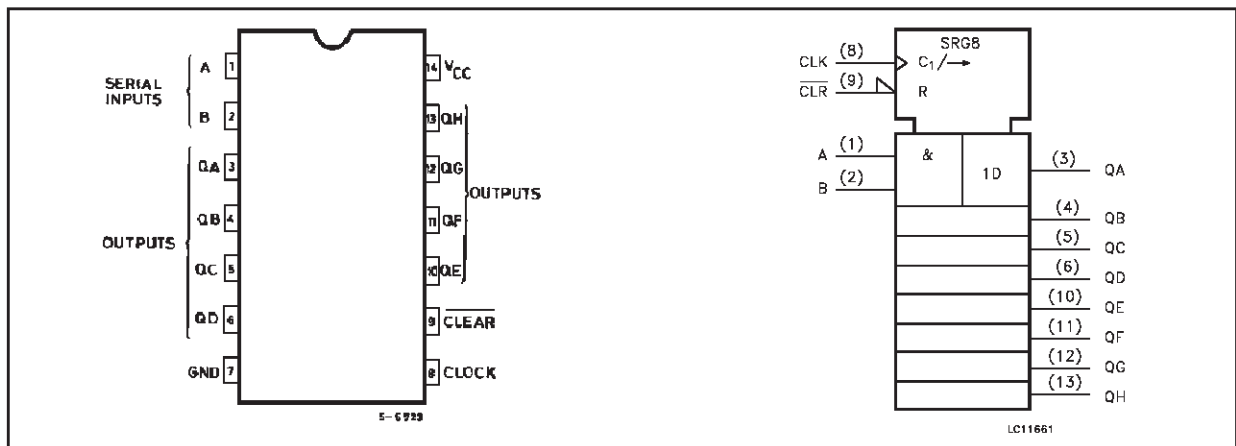 SERIAL INPUTS
A 1
B 2
QA 3
QB 4
OUTPUTS
QC 5
QD 6
GND 7
14 VCC
13 QH
12 QG
OUTPUTS
11 QF
10 QE
9 CLEAR
8 CLOCK
SRG8
CLK (8) C1/→
CLR (9) R
A (1) &
B (2)
1D
(3) QA
(4) QB
(5) QC
(6) QD
(10) QE
(11) QF
(12) QG
(13) QH
LC11661